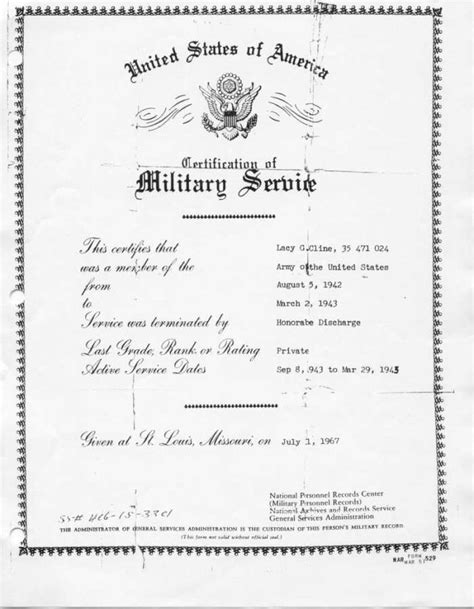 United States of America
Certification of
Military Service
This certifies that Lacy G.Cline, 35 471 024
was a member of the Army of the United States
from August 5, 1942
to March 2, 1943
Service was terminated by Honorabe Discharge
Last Grade, Rank, or Rating Private
Active Service Dates Sep 8, 943 to Mar 29, 1943
Given at St. Louis, Missouri, on July 1, 1967
National Personnel Records Center
(Military Personnel Records)
National Archives and Records Service
General Services Administration
SS#
THE ADMINISTRATOR OF GENERAL SERVICES ADMINISTRATION IS THE CUSTODIAN OF THIS PERSON'S MILITARY RECORD.
(This form not valid without official seal.)
FORM
MAR 529